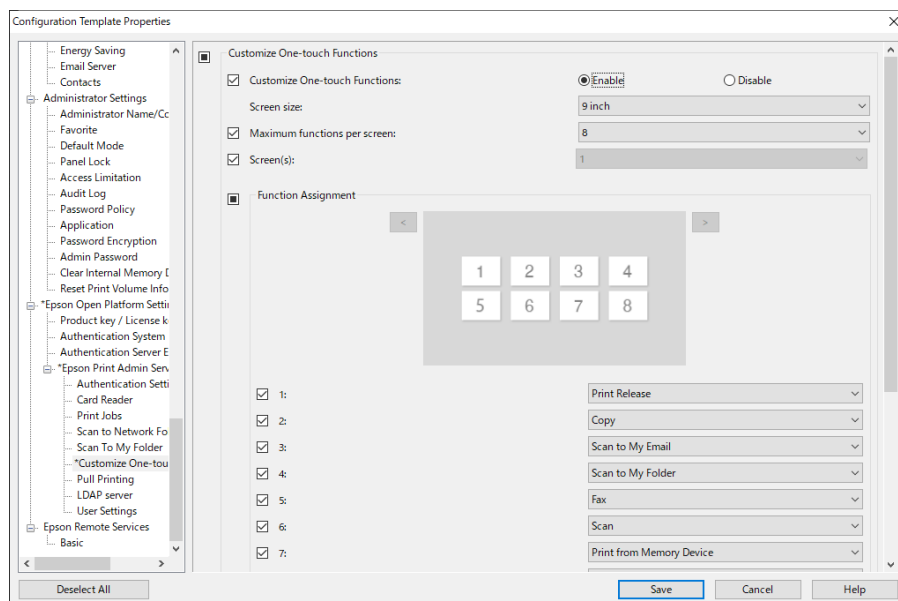 Configuration Template Properties
Energy Saving
Email Server
Contacts
Administrator Settings
Administrator Name/Cc
Favorite
Default Mode
Panel Lock
Access Limitation
Audit Log
Password Policy
Application
Password Encryption
Admin Password
Clear Internal Memory D
Reset Print Volume Info
*Epson Open Platform Settin
Product key / License k
Authentication System
Authentication Server E
*Epson Print Admin Serv
Authentication Setti
Card Reader
Print Jobs
Scan to Network Fo
Scan To My Folder
*Customize One-tou
Pull Printing
LDAP server
User Settings
Epson Remote Services
Basic
Customize One-touch Functions
Customize One-touch Functions: Enable Disable
Screen size: 9 inch
Maximum functions per screen: 8
Screen(s): 1
Function Assignment
< >
1 2 3 4
5 6 7 8
1: Print Release
2: Copy
3: Scan to My Email
4: Scan to My Folder
5: Fax
6: Scan
7: Print from Memory Device
Deselect All Save Cancel Help